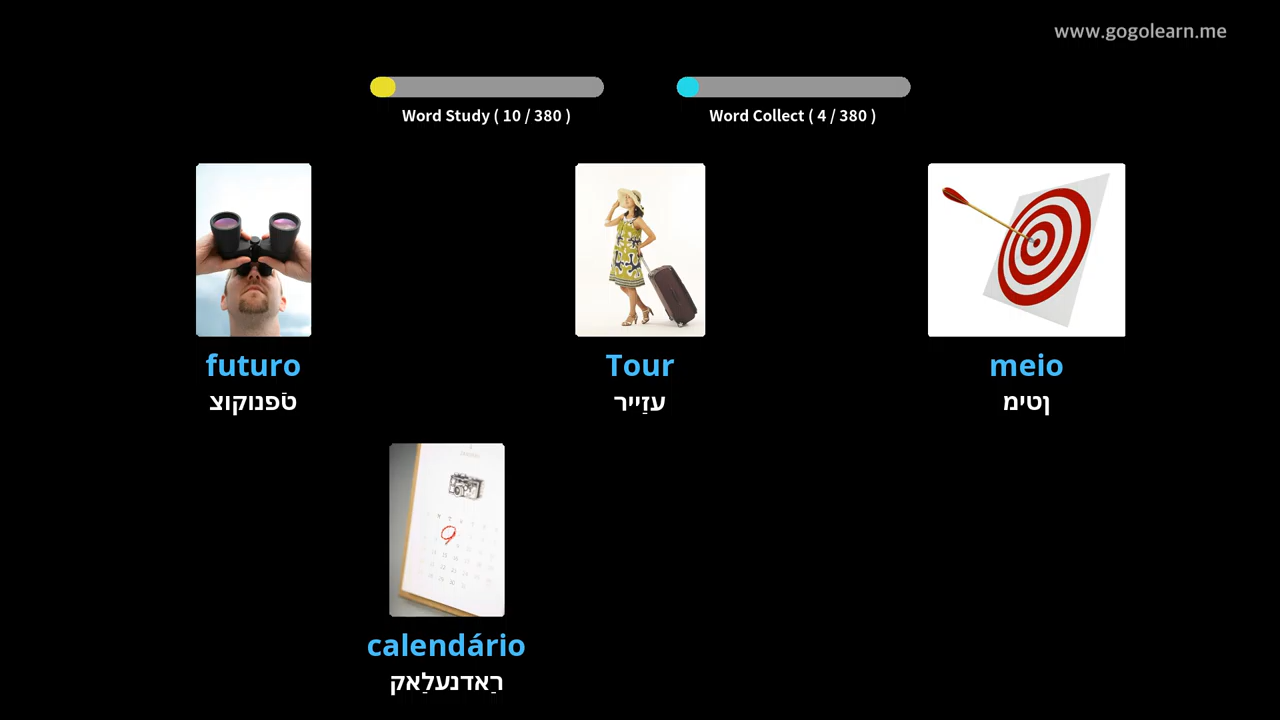 www.gogolearn.me
Word Study ( 10 / 380 )
Word Collect ( 4 / 380 )
futuro
טֿפנוקוצ
Tour
עזַייר
meio
ןטימ
calendário
רַאדנעלַאק